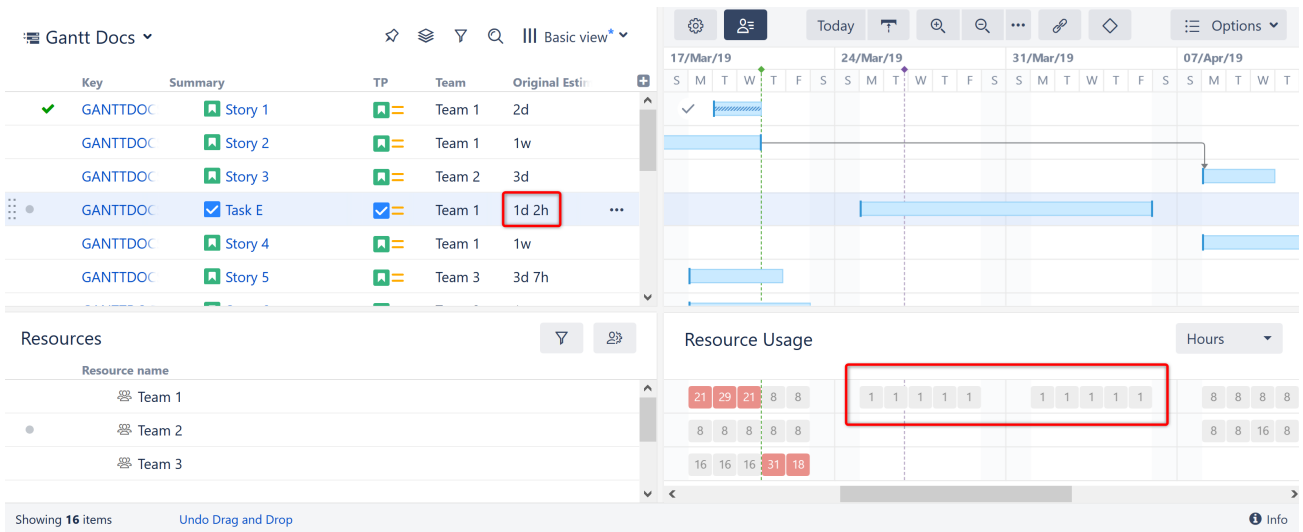 Gantt Docs
Basic view*
Today
Options
17/Mar/19 24/Mar/19 31/Mar/19 07/Apr/19
Key Summary TP Team Original Estim
S M T W T F S S M T W T F S S M T W T F S S M T W T
GANTTDOC Story 1 Team 1 2d
GANTTDOC Story 2 Team 1 1w
GANTTDOC Story 3 Team 2 3d
GANTTDOC Task E Team 1 1d 2h
GANTTDOC Story 4 Team 1 1w
GANTTDOC Story 5 Team 3 3d 7h
Resources
Resource Usage
Hours
Resource name
Team 1 21 29 21 8 8 1 1 1 1 1 1 1 1 1 1 8 8 8 8
Team 2 8 8 8 8 8 8 8 16 8
Team 3 16 16 16 31 18
Showing 16 items Undo Drag and Drop Info